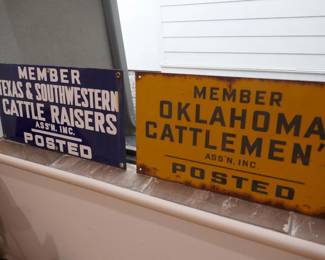 MEMBER
TEXAS & SOUTHWESTERN
CATTLE RAISERS
ASS'N. INC.
POSTED
MEMBER
OKLAHOMA
CATTLEMEN'
ASS'N, INC.
POSTED